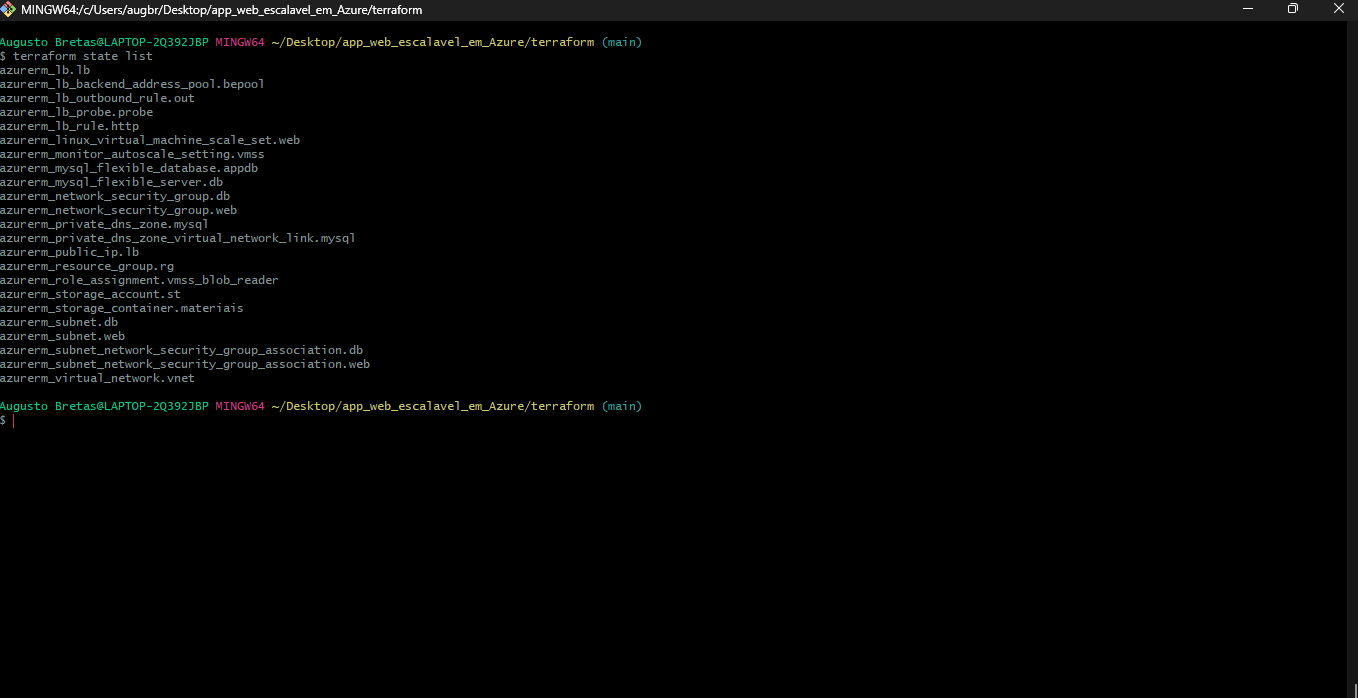 MINGW64:/c/Users/augbr/Desktop/app_web_escalavel_em_Azure/terraform
Augusto Bretas@LAPTOP-2Q392JBP MINGW64 ~/Desktop/app_web_escalavel_em_Azure/terraform (main)
$ terraform state list
azurerm_lb.lb
azurerm_lb_backend_address_pool.bepool
azurerm_lb_outbound_rule.out
azurerm_lb_probe.probe
azurerm_lb_rule.http
azurerm_linux_virtual_machine_scale_set.web
azurerm_monitor_autoscale_setting.vmss
azurerm_mysql_flexible_database.appdb
azurerm_mysql_flexible_server.db
azurerm_network_security_group.db
azurerm_network_security_group.web
azurerm_private_dns_zone.mysql
azurerm_private_dns_zone_virtual_network_link.mysql
azurerm_public_ip.lb
azurerm_resource_group.rg
azurerm_role_assignment.vmss_blob_reader
azurerm_storage_account.st
azurerm_storage_container.materiais
azurerm_subnet.db
azurerm_subnet.web
azurerm_subnet_network_security_group_association.db
azurerm_subnet_network_security_group_association.web
azurerm_virtual_network.vnet
Augusto Bretas@LAPTOP-2Q392JBP MINGW64 ~/Desktop/app_web_escalavel_em_Azure/terraform (main)
$